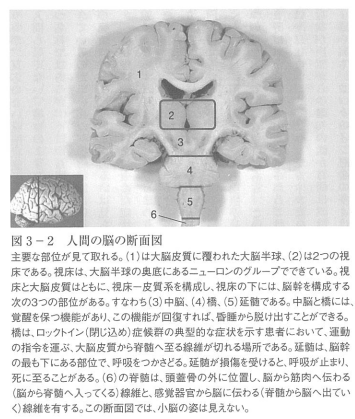 1
2
3
4
5
6
図3-2　人間の脳の断面図
主要な部位が見て取れる。(1)は大脳皮質に覆われた大脳半球、(2)は2つの視
床である。視床は、大脳半球の奥底にあるニューロンのグループでできている。視
床と大脳皮質はともに、視床ー皮質系を構成し、視床の下には、脳幹を構成する
次の3つの部位がある。すなわち(3)中脳、(4)橋、(5)延髄である。中脳と橋には、
覚醒を保つ機能があり、この機能が回復すれば、昏睡から脱け出すことができる。
橋は、ロックトイン(閉じ込め)症候群の典型的な症状を示す患者において、運動
の指令を運ぶ、大脳皮質から脊髄へ至る線維が切れる場所である。延髄は、脳幹
の最も下にある部位で、呼吸をつかさどる。延髄が損傷を受けると、呼吸が止まり、
死に至ることがある。(6)の脊髄は、頭蓋骨の外に位置し、脳から筋肉へ伝わる
(脳から脊髄へ入ってくる)線維と、感覚器官から脳に伝わる(脊髄から脳へ出てい
く)線維を有する。この断面図では、小脳の姿は見えない。